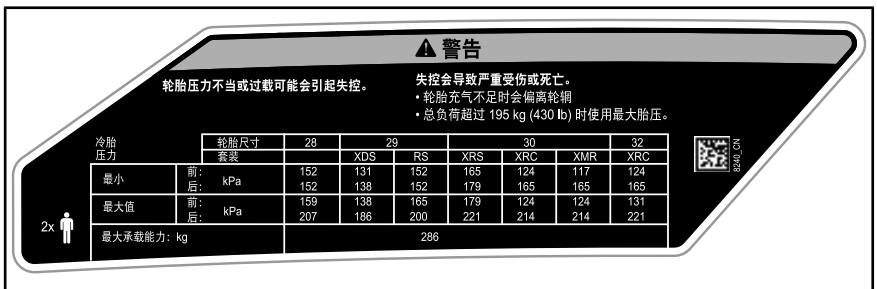 警告
轮胎压力不当或过载可能会引起失控。
失控会导致严重受伤或死亡。
• 轮胎充气不足时会偏离轮辋
• 总负荷超过 195 kg (430 lb) 时使用最大胎压。
冷胎压力 轮胎尺寸 28 29 30 32
套装 XDS RS XRS XRC XMR XRC
最小 前: kPa 152 131 152 165 124 117 124
后: 152 138 152 179 165 165 165
最大值 前: kPa 159 138 165 179 124 124 131
后: 207 186 200 221 214 214 221
2x
最大承载能力: kg 286
8240_CN